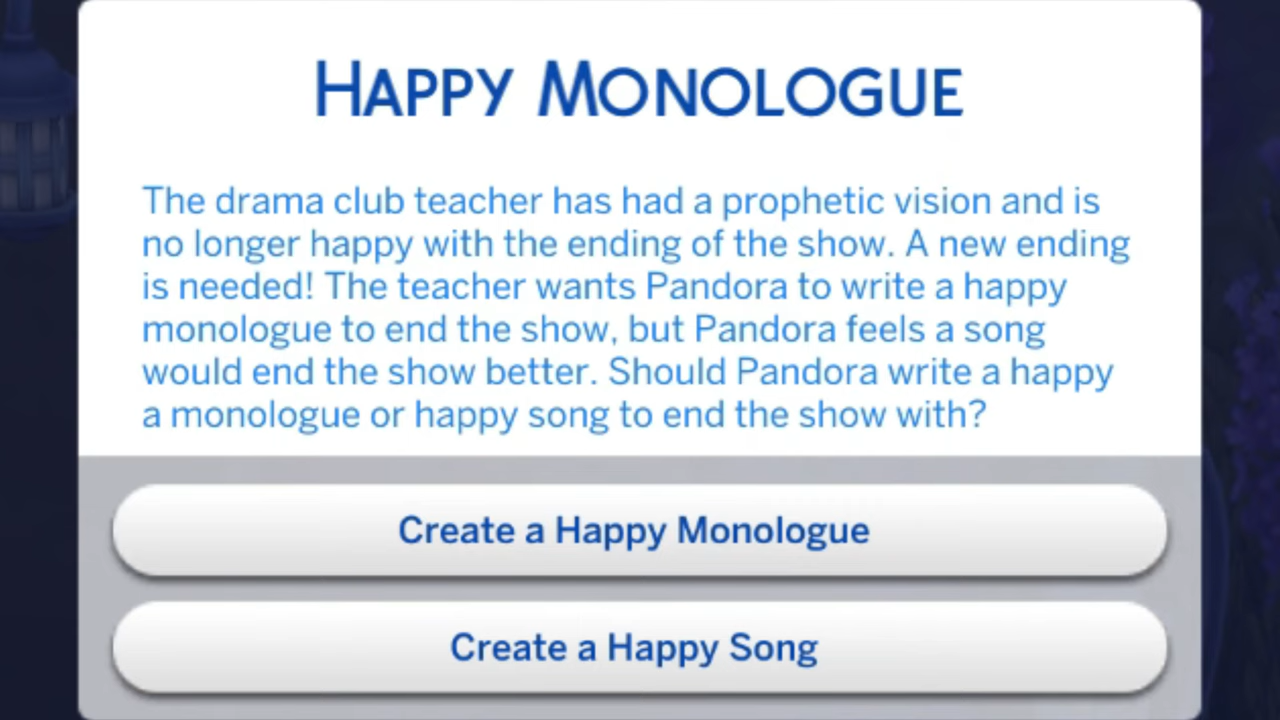 HAPPY MONOLOGUE
The drama club teacher has had a prophetic vision and is
no longer happy with the ending of the show. A new ending
is needed! The teacher wants Pandora to write a happy
monologue to end the show, but Pandora feels a song
would end the show better. Should Pandora write a happy
a monologue or happy song to end the show with?
Create a Happy Monologue
Create a Happy Song